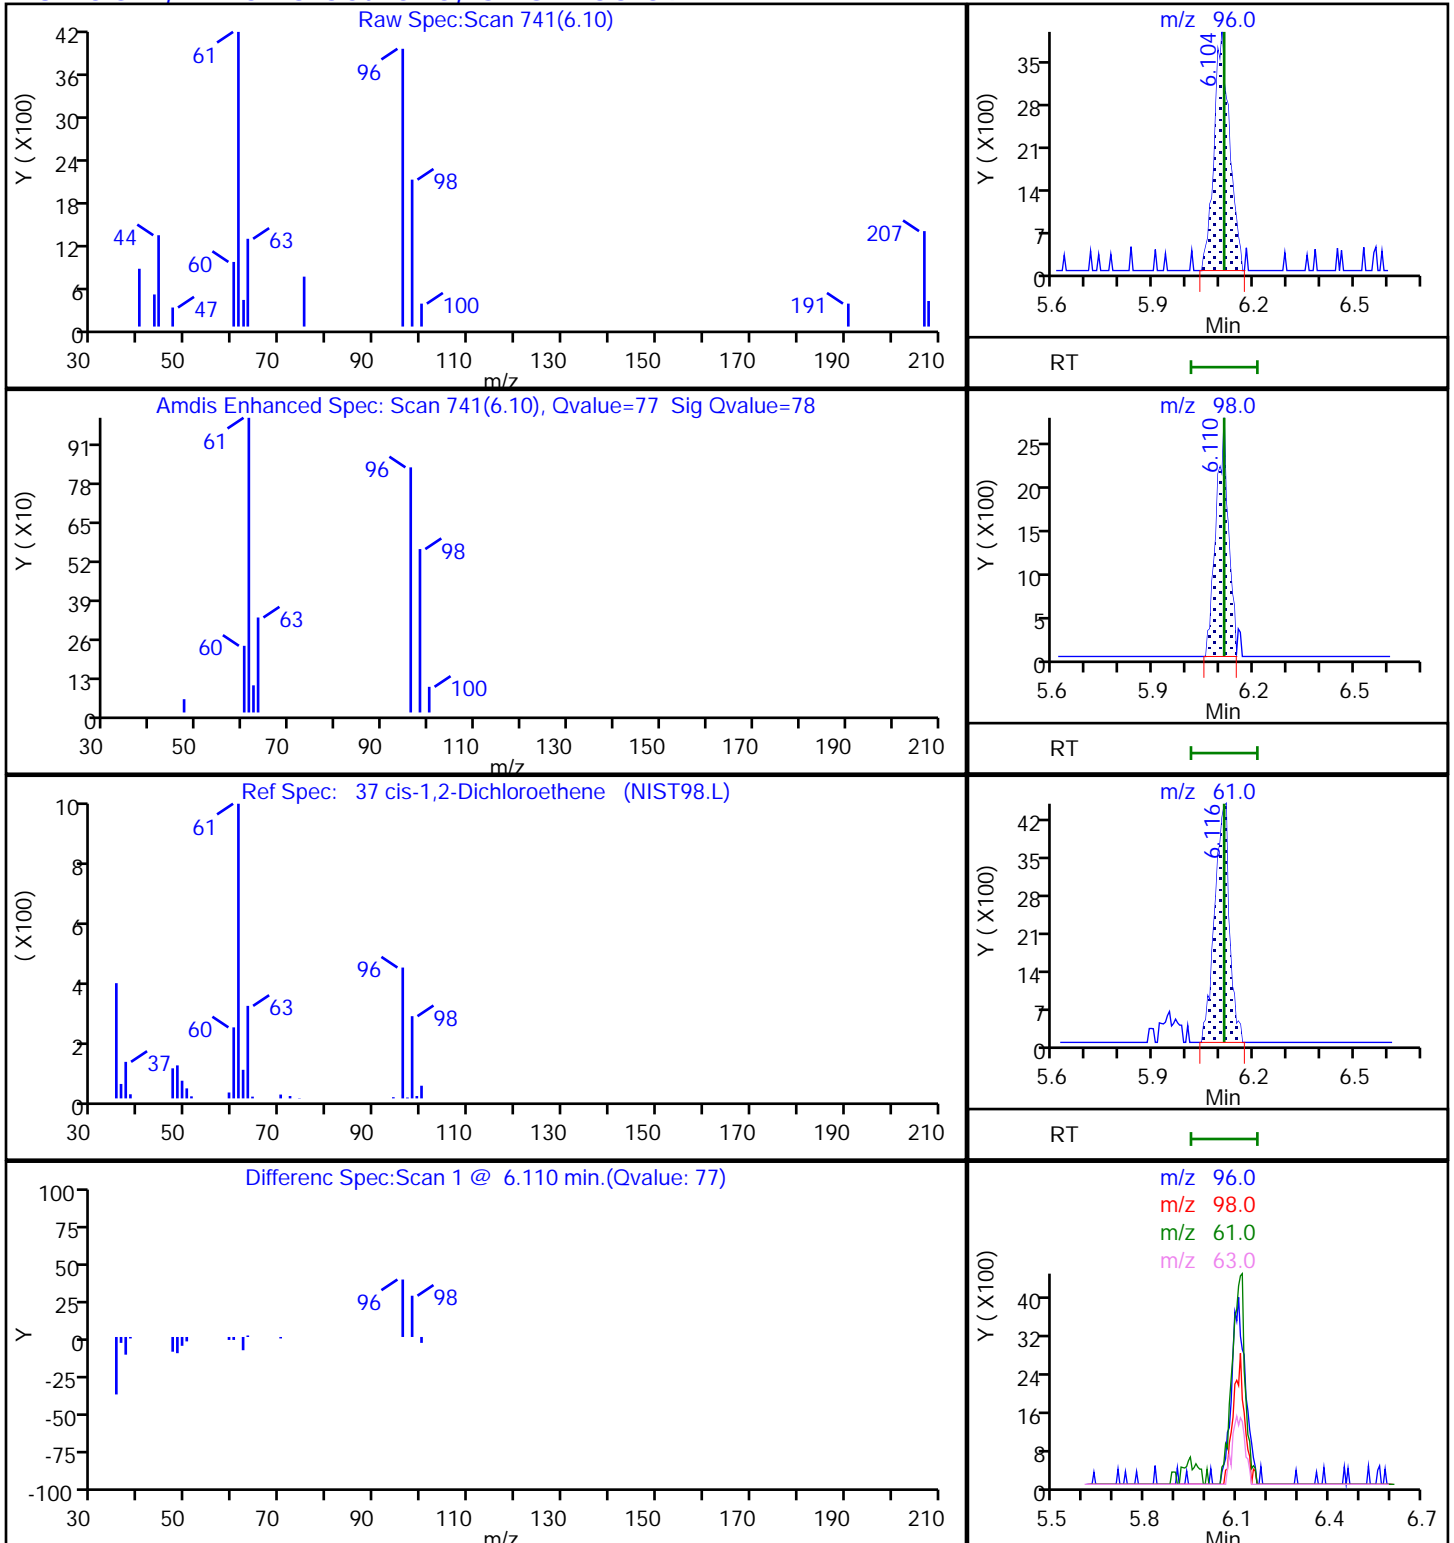 Raw Spec:Scan 741(6.10)
Y ( X100)
42
36
30
24
18
12
6
0
61
96
98
44
60
63
47
100
191
207
30 50 70 90 110 130 150 170 190 210
m/z
m/z 96.0
Y ( X100)
35
28
21
14
7
0
6.104
5.6 5.9 6.2 6.5
Min
RT
Amdis Enhanced Spec: Scan 741(6.10), Qvalue=77 Sig Qvalue=78
Y ( X10)
91
78
65
52
39
26
13
0
61
96
98
60
63
100
30 50 70 90 110 130 150 170 190 210
m/z
m/z 98.0
Y ( X100)
25
20
15
10
5
0
6.110
5.6 5.9 6.2 6.5
Min
RT
Ref Spec: 37 cis-1,2-Dichloroethene (NIST98.L)
( X100)
10
8
6
4
2
0
61
96
98
60
63
37
30 50 70 90 110 130 150 170 190 210
m/z 61.0
Y ( X100)
42
35
28
21
14
7
0
6.116
5.6 5.9 6.2 6.5
Min
RT
Differenc Spec:Scan 1 @ 6.110 min.(Qvalue: 77)
Y
100
75
50
25
0
-25
-50
-75
-100
96
98
30 50 70 90 110 130 150 170 190 210
m/z
m/z 96.0
m/z 98.0
m/z 61.0
m/z 63.0
Y ( X100)
40
32
24
16
8
0
5.5 5.8 6.1 6.4 6.7
Min